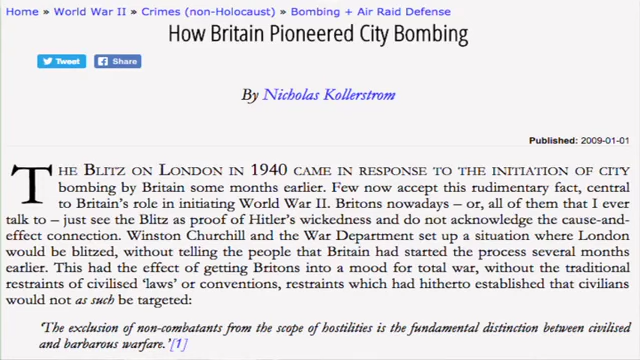 Home » World War II » Crimes (non-Holocaust) » Bombing + Air Raid Defense
How Britain Pioneered City Bombing
Tweet Share
By Nicholas Kollerstrom
Published: 2009-01-01
THE BLITZ ON LONDON IN 1940 CAME IN RESPONSE TO THE INITIATION OF CITY
bombing by Britain some months earlier. Few now accept this rudimentary fact, central
to Britain's role in initiating World War II. Britons nowadays – or, all of them that I ever
talk to – just see the Blitz as proof of Hitler's wickedness and do not acknowledge the cause-and-
effect connection. Winston Churchill and the War Department set up a situation where London
would be blitzed, without telling the people that Britain had started the process several months
earlier. This had the effect of getting Britons into a mood for total war, without the traditional
restraints of civilised 'laws' or conventions, restraints which had hitherto established that civilians
would not as such be targeted:
'The exclusion of non-combatants from the scope of hostilities is the fundamental distinction between civilised
and barbarous warfare.'[1]